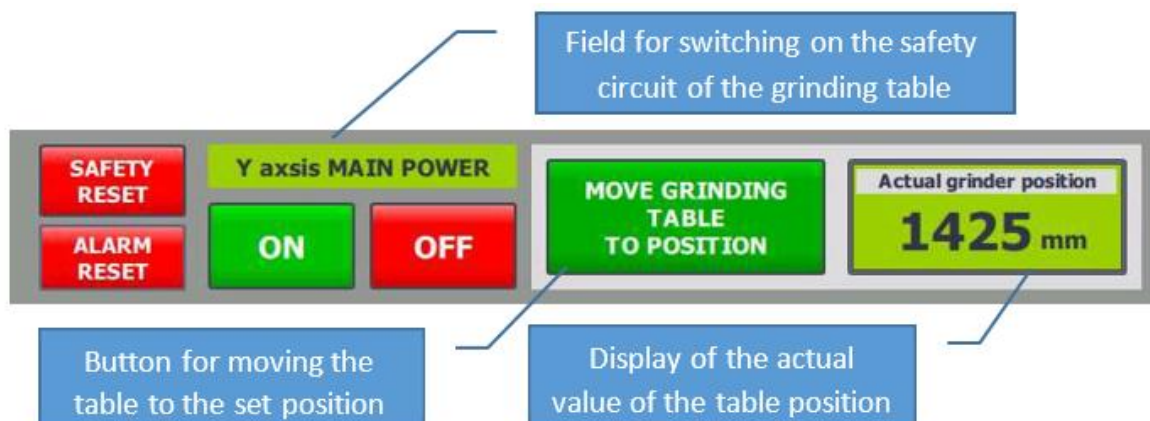 Field for switching on the safety
circuit of the grinding table
SAFETY
RESET
ALARM
RESET
Y axsis MAIN POWER
ON
OFF
MOVE GRINDING
TABLE
TO POSITION
Actual grinder position
1425 mm
Button for moving the
table to the set position
Display of the actual
value of the table position